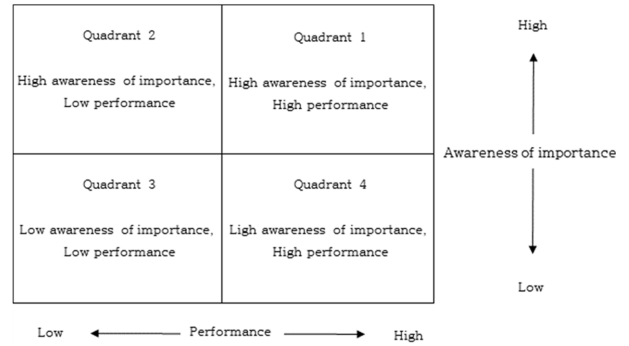 Quadrant 2
High awareness of importance,
Low performance
Quadrant 1
High awareness of importance,
High performance
Quadrant 3
Low awareness of importance,
Low performance
Quadrant 4
Ligh awareness of importance,
High performance
High
Awareness of importance
Low
Low
Performance
High